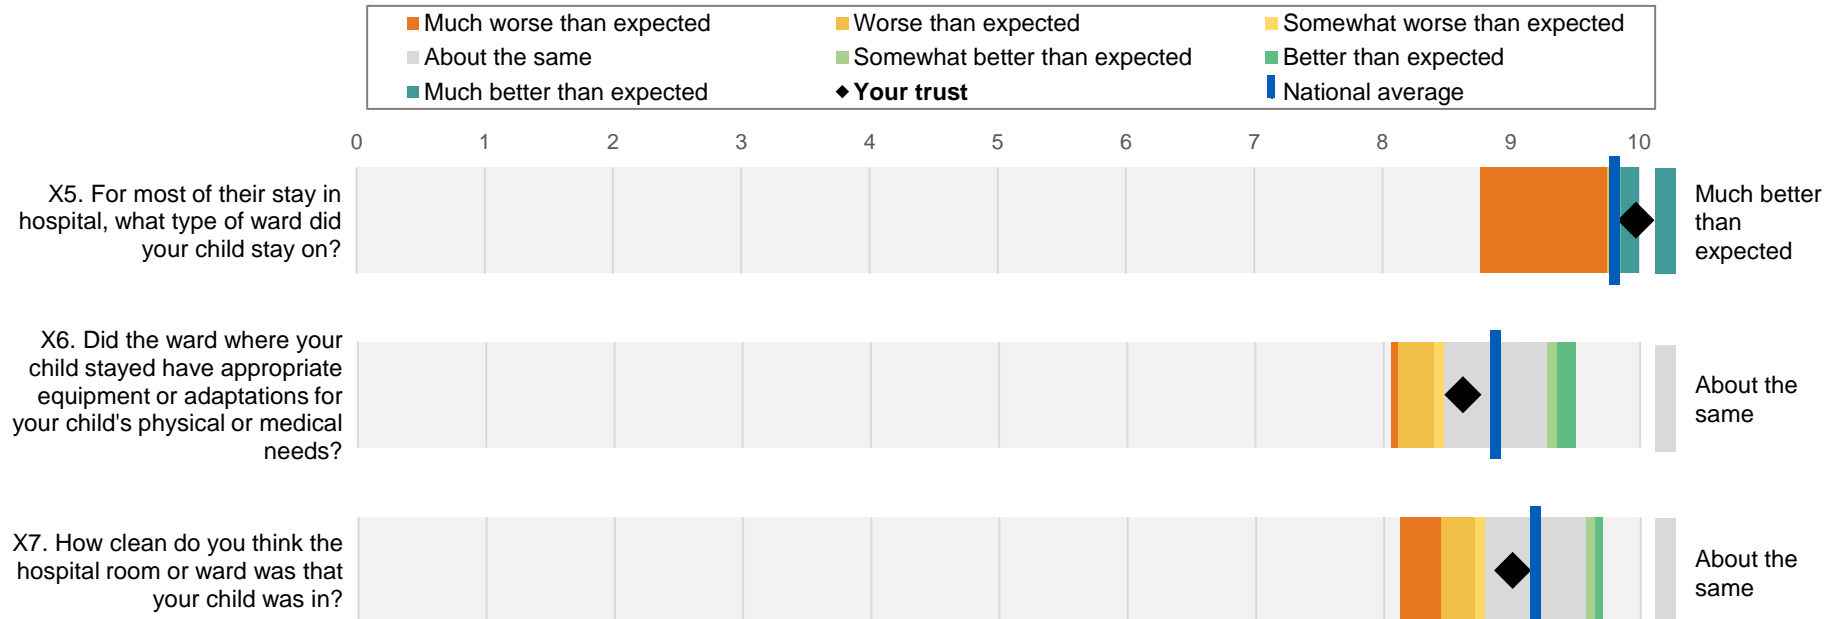 Much worse than expected
Worse than expected
Somewhat worse than expected
About the same
Somewhat better than expected
Better than expected
Much better than expected
Your trust
National average
0 1 2 3 4 5 6 7 8 9 10
X5. For most of their stay in
hospital, what type of ward did
your child stay on?
Much better
than
expected
X6. Did the ward where your
child stayed have appropriate
equipment or adaptations for
your child's physical or medical
needs?
About the
same
X7. How clean do you think the
hospital room or ward was that
your child was in?
About the
same